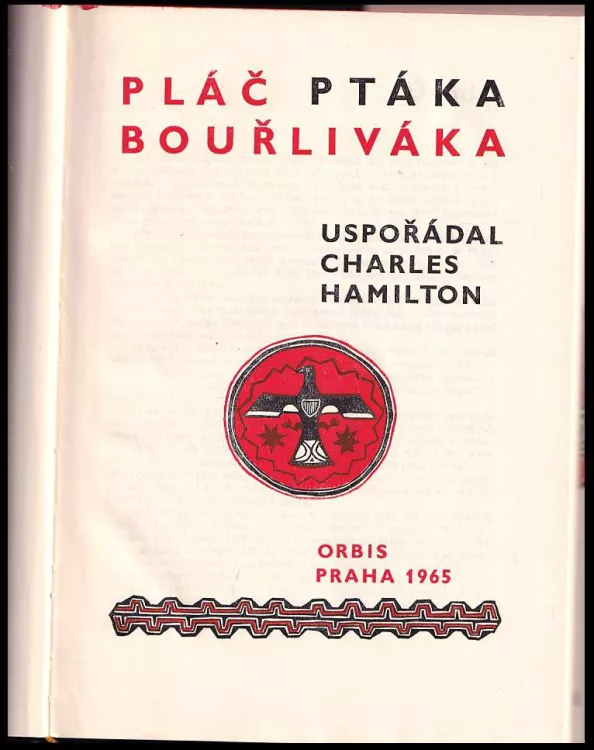 PLÁČ PTÁKA
BOUŘLIVÁKA
USPOŘÁDAL
CHARLES
HAMILTON
ORBIS
PRAHA 1965